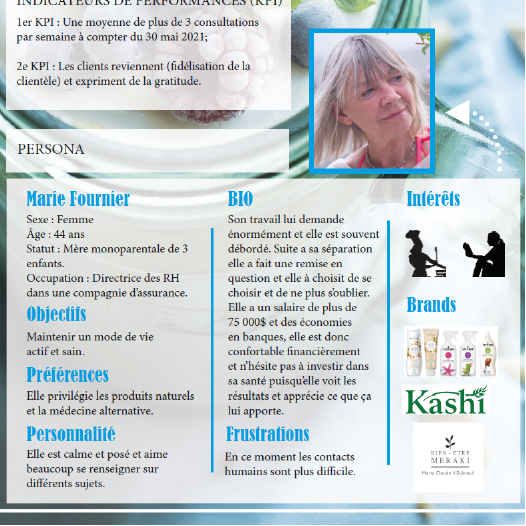 INDICATEURS DE PERFORMANCES (KPI)
1er KPI : Une moyenne de plus de 3 consultations
par semaine à compter du 30 mai 2021;
2e KPI : Les clients reviennent (fidélisation de la
clientèle) et expriment de la gratitude.
PERSONA
Marie Fournier
Sexe : Femme
Âge : 44 ans
Statut : Mère monoparentale de 3
enfants.
Occupation : Directrice des RH
dans une compagnie d'assurance.
Objectifs
Maintenir un mode de vie
actif et sain.
Préférences
Elle privilégie les produits naturels
et la médecine alternative.
Personnalité
Elle est calme et posé et aime
beaucoup se renseigner sur
différents sujets.
BIO
Son travail lui demande
énormément et elle est souvent
débordé. Suite a sa séparation
elle a fait une remise en
question et elle à choisit de se
choisir et de ne plus s'oublier.
Elle a un salaire de plus de
75 000$ et des économies
en banques, elle est donc
confortable financièrement
et n'hésite pas à investir dans
sa santé puisqu'elle voit les
résultats et apprécie ce que ça
lui apporte.
Frustrations
En ce moment les contacts
humains sont plus difficile.
Intérêts
Brands
Kashi
BIEN-ÊTRE
MERAKI